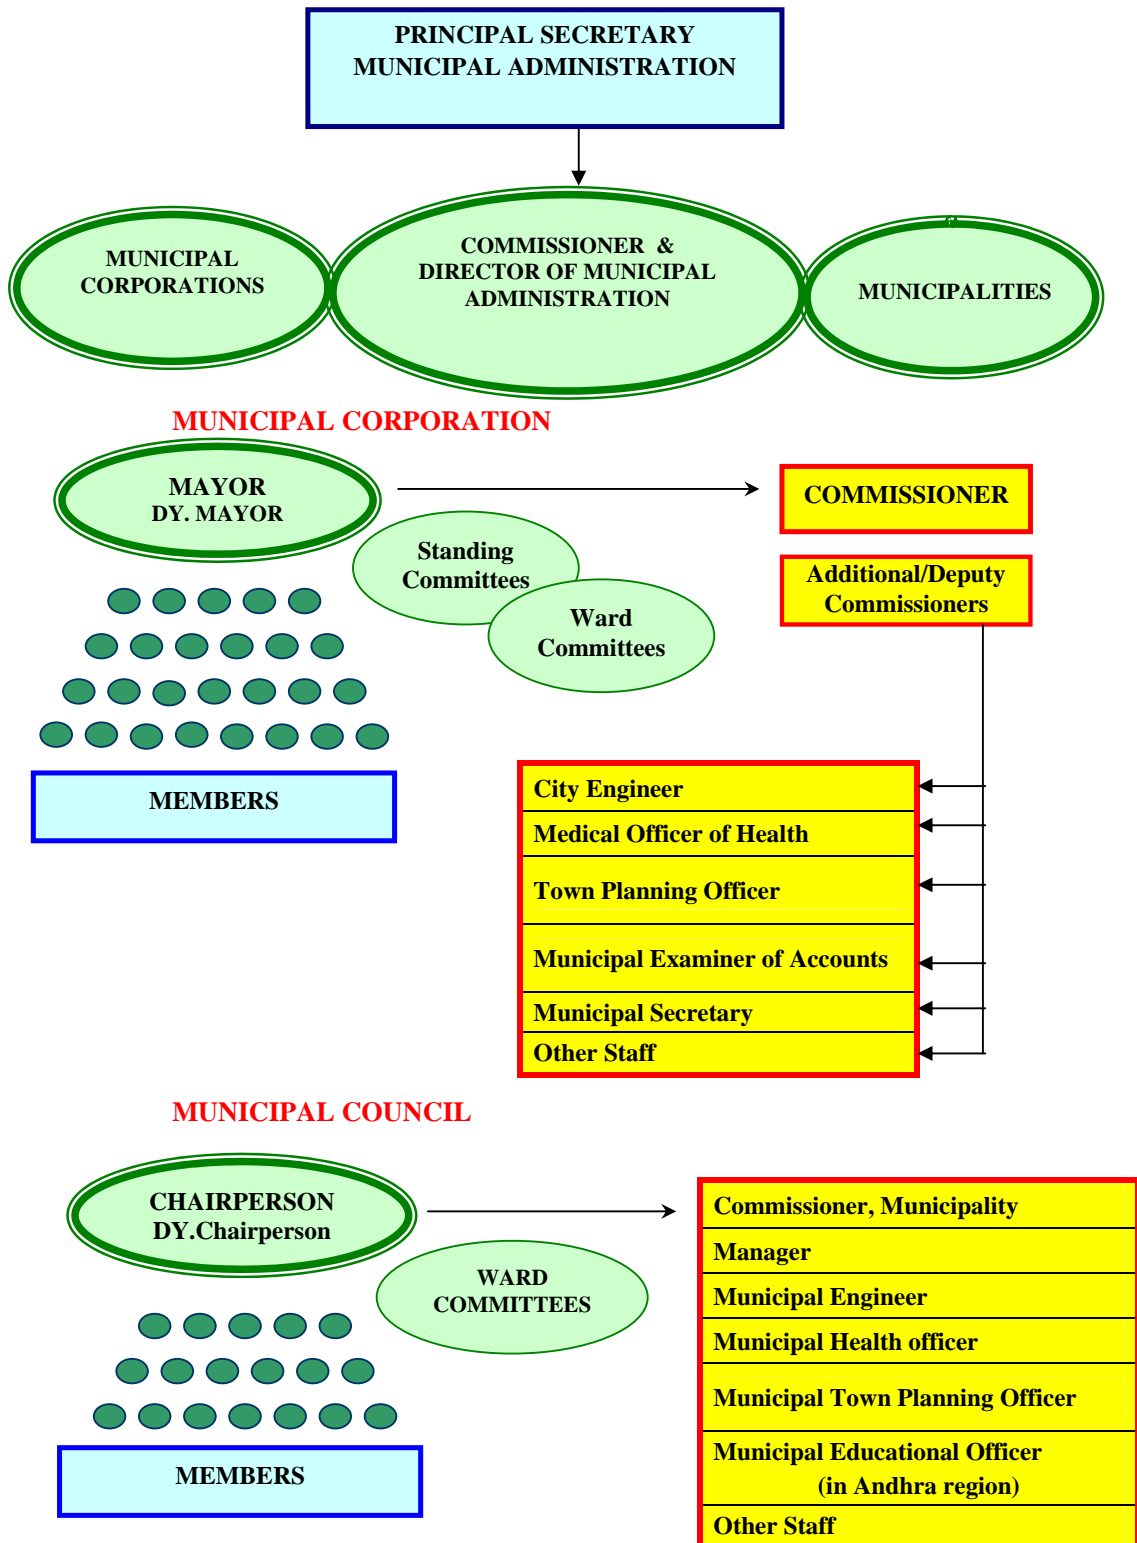 PRINCIPAL SECRETARY
MUNICIPAL ADMINISTRATION
MUNICIPAL
CORPORATIONS
COMMISSIONER &
DIRECTOR OF MUNICIPAL
ADMINISTRATION
MUNICIPALITIES
MUNICIPAL CORPORATION
MAYOR
DY. MAYOR
COMMISSIONER
Standing
Committees
Ward
Committees
Additional/Deputy
Commissioners
MEMBERS
City Engineer
Medical Officer of Health
Town Planning Officer
Municipal Examiner of Accounts
Municipal Secretary
Other Staff
MUNICIPAL COUNCIL
CHAIRPERSON
DY.Chairperson
WARD
COMMITTEES
MEMBERS
Commissioner, Municipality
Manager
Municipal Engineer
Municipal Health officer
Municipal Town Planning Officer
Municipal Educational Officer
(in Andhra region)
Other Staff